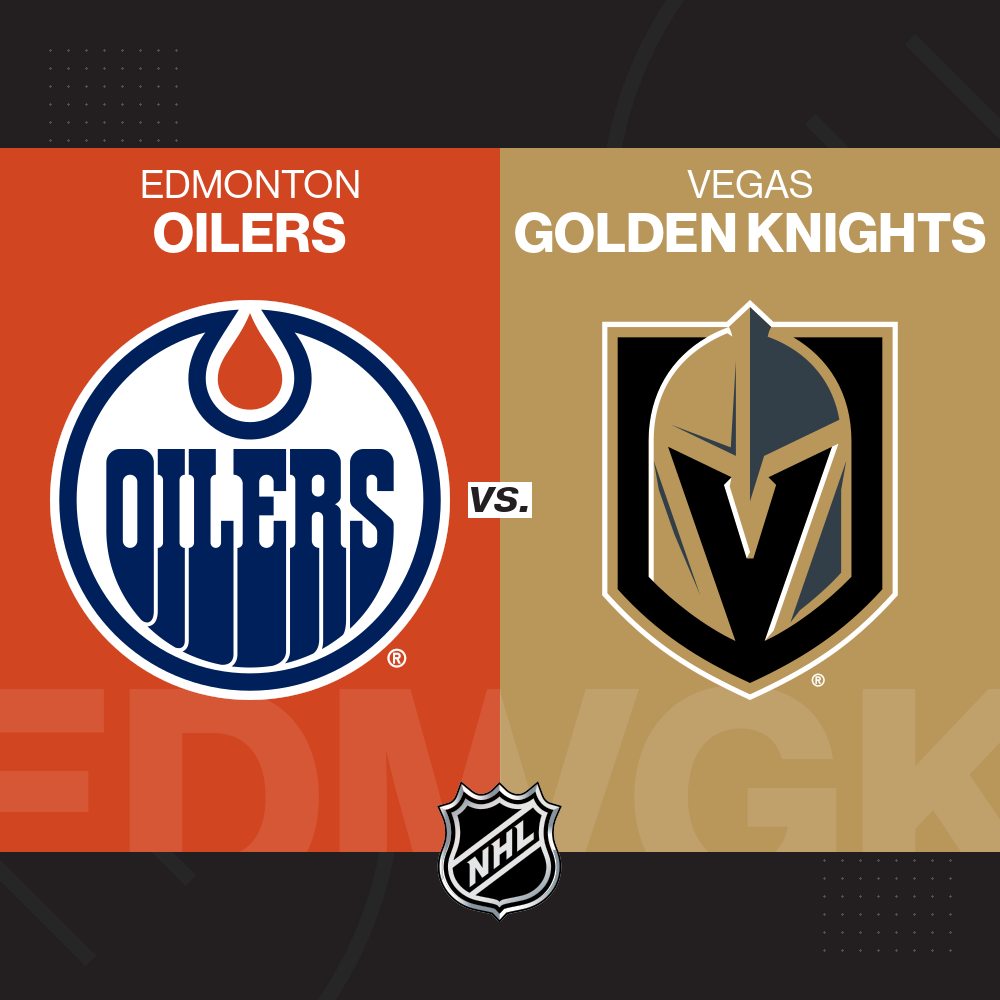 EDMONTON
OILERS
VEGAS
GOLDEN KNIGHTS
OILERS
®
vs.
®
EDM
VGK
NHL